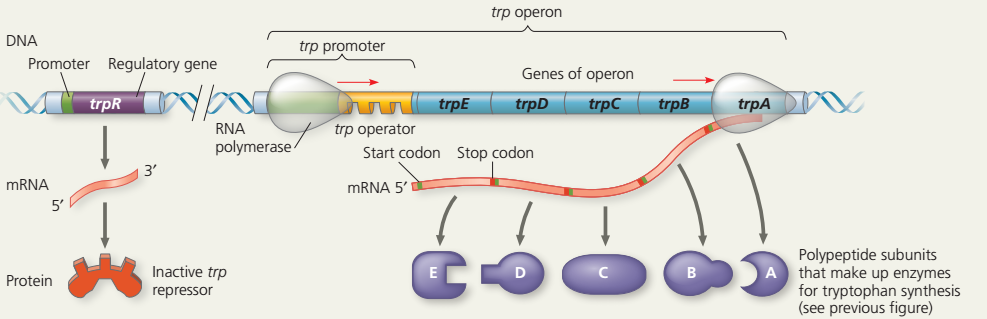 trp operon
DNA
trp promoter
Promoter
Regulatory gene
Genes of operon
trpR
trpE
trpD
trpC
trpB
trpA
RNA
polymerase
trp operator
Start codon
Stop codon
mRNA
3′
5′
mRNA 5′
Protein
Inactive trp
repressor
E
D
C
B
A
Polypeptide subunits
that make up enzymes
for tryptophan synthesis
(see previous figure)